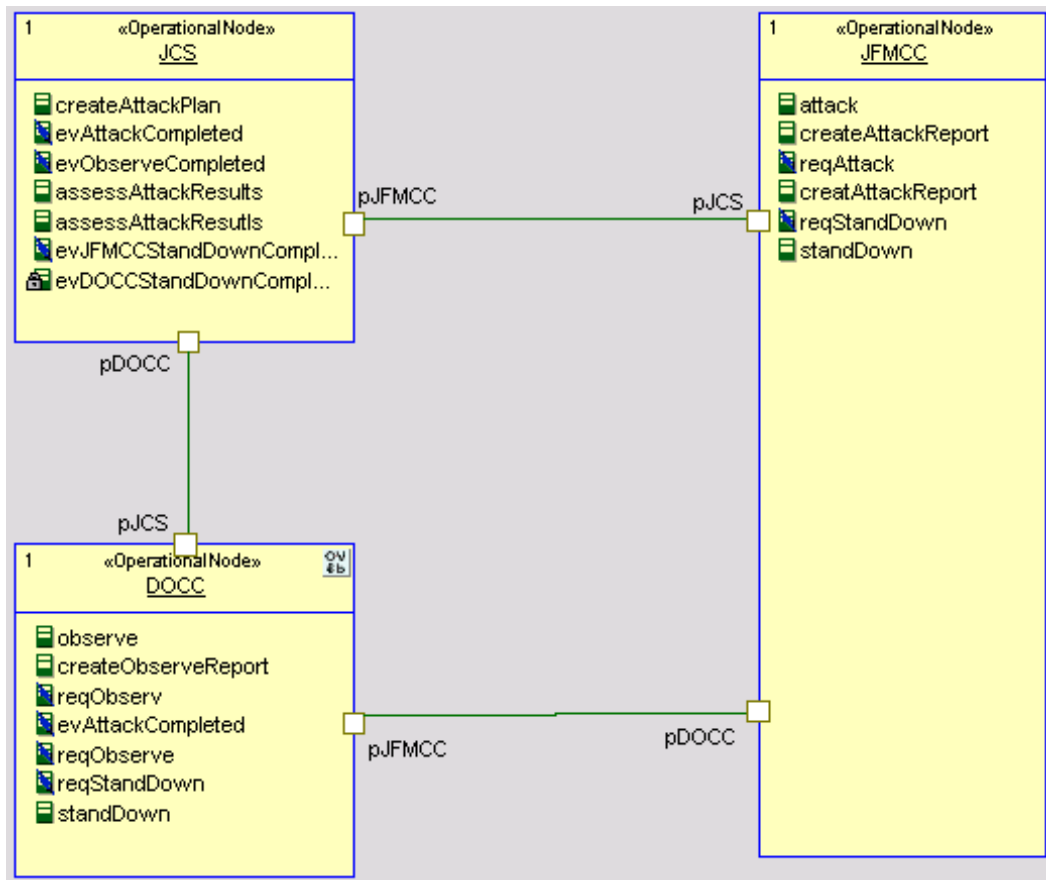 1 «OperationalNode»
JCS
createAttackPlan
evAttackCompleted
evObserveCompleted
assessAttackResults
assessAttackResutls
evJFMCCStandDownCompl...
evDOCCStandDownCompl...
pJFMCC
pDOCC
1 «OperationalNode»
JFMCC
attack
createAttackReport
reqAttack
creatAttackReport
reqStandDown
standDown
pJCS
pDOCC
pJCS
1 «OperationalNode»
DOCC
observe
createObserveReport
reqObserv
evAttackCompleted
reqObserve
reqStandDown
standDown
pJFMCC